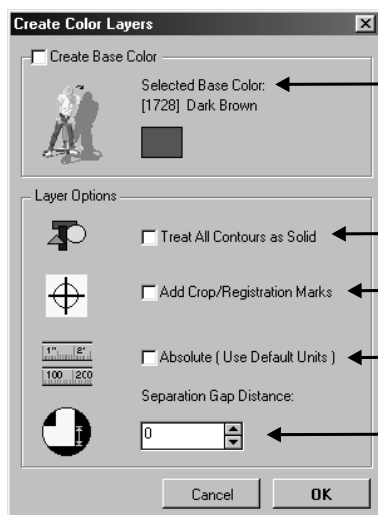 Create Color Layers
Create Base Color
Selected Base Color:
[1728] Dark Brown
Layer Options
Treat All Contours as Solid
Add Crop/Registration Marks
1" 2'
100 200
Absolute ( Use Default Units )
Separation Gap Distance:
0
Cancel OK